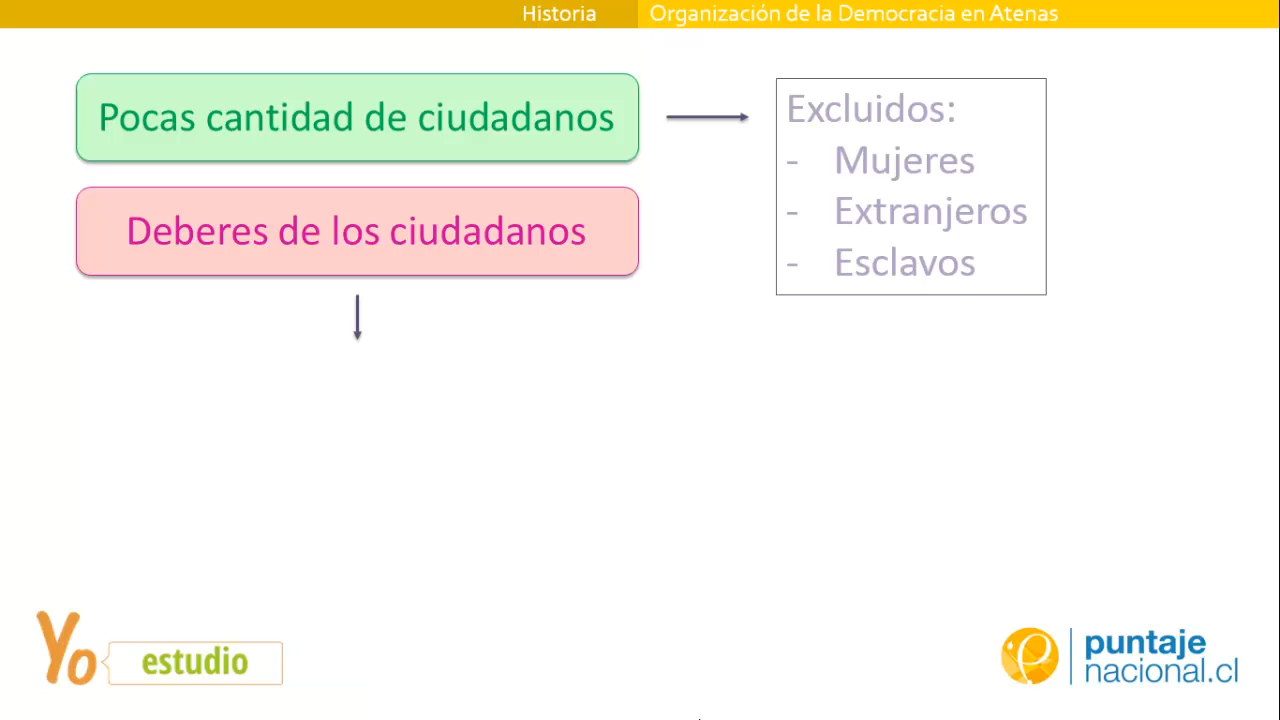 Historia
Organización de la Democracia en Atenas
Pocas cantidad de ciudadanos
Excluidos:
- Mujeres
- Extranjeros
- Esclavos
Deberes de los ciudadanos
Yo
estudio
puntaje
nacional.cl